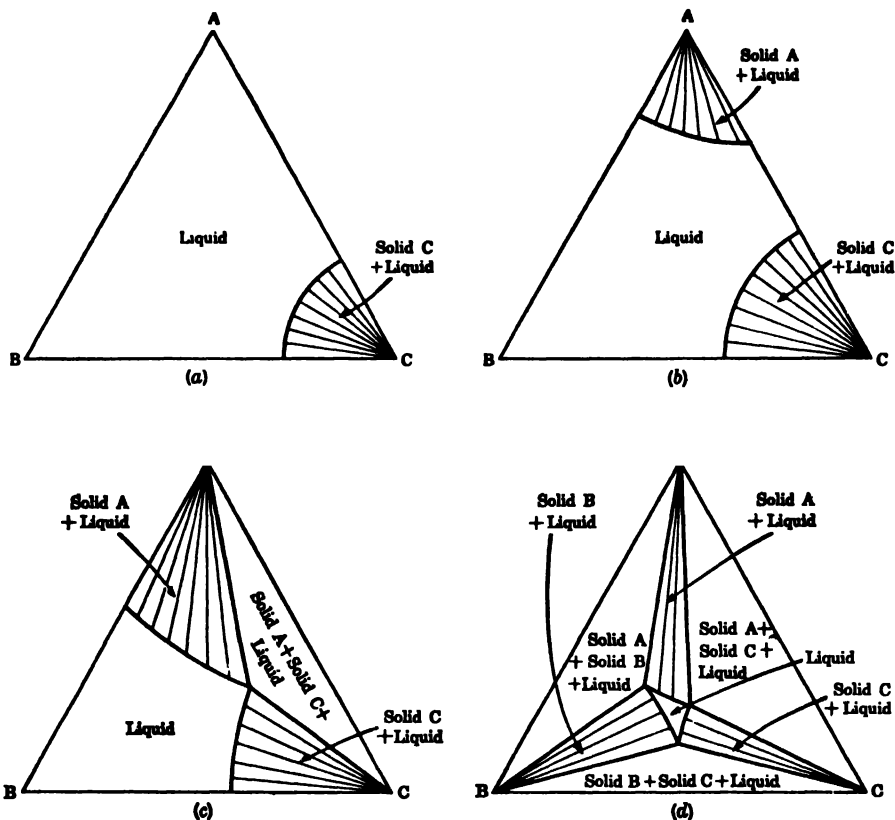 A
Liquid
Solid C
+Liquid
B
C
(a)
A
Solid A
+Liquid
Liquid
Solid C
+Liquid
B
C
(b)
Solid A
+Liquid
Solid A+Solid C+
Liquid
Liquid
Solid C
+Liquid
B
C
(c)
Solid B
+Liquid
Solid A
+Liquid
Solid A
+Solid B
+Liquid
Solid A+
Solid C+
Liquid
Liquid
Solid C
+Liquid
Solid B+Solid C+Liquid
B
C
(d)